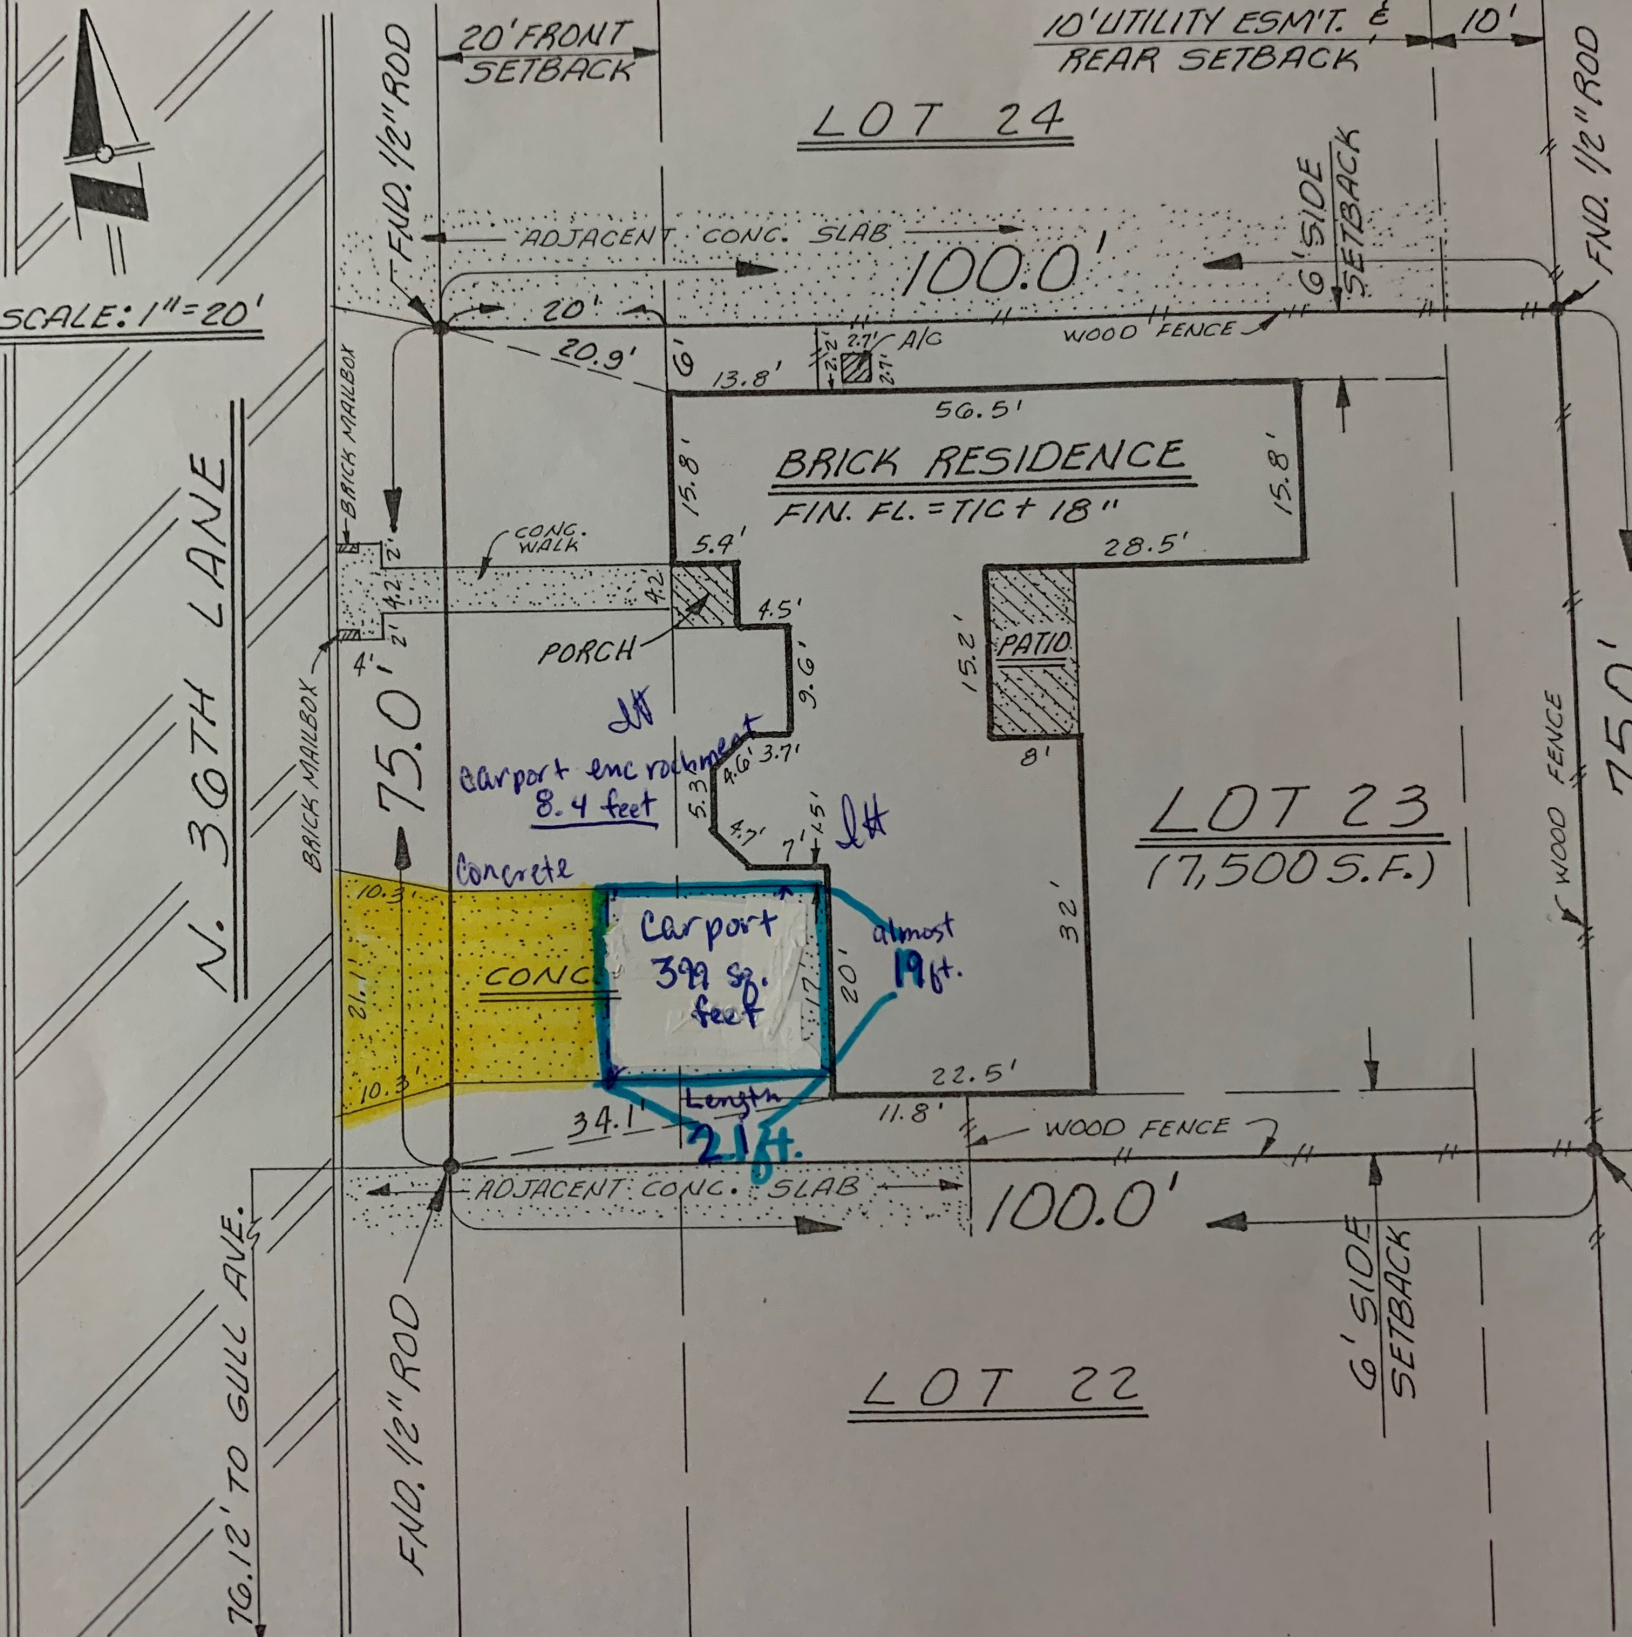 20' FRONT
SETBACK
10' UTILITY ESM'T. &
REAR SETBACK
10'
FND. 1/2" ROD
FND. 1/2" ROD
LOT 24
6' SIDE
SETBACK
ADJACENT CONC. SLAB
100.0'
SCALE: 1"=20'
20'
20.9'
6'
13.8'
2.2'
2.7'
2.7'
A/C
WOOD FENCE
56.5'
BRICK RESIDENCE
FIN. FL. = T/C + 18"
15.8'
15.8'
BRICK MAILBOX
CONC.
WALK
5.9'
28.5'
2'
4.2'
2'
4'
4.2'
4.5'
PORCH
9.6'
15.2'
PATIO
8'
N. 36TH LANE
75.0'
75.0'
BRICK MAILBOX
carport encrochment
8.4 feet
3.7'
4.6'
5.3'
4.7'
7'
1.5'
LOT 23
(7,500 S.F.)
WOOD FENCE
Concrete
10.3'
21.1'
10.3'
CONC.
Carport
399 sq.
feet
17'
20'
almost
19 ft.
32'
22.5'
Length
21 ft.
34.1'
11.8'
WOOD FENCE
ADJACENT CONC. SLAB
100.0'
6' SIDE
SETBACK
FND. 1/2" ROD
76.12' TO GULL AVE.
LOT 22